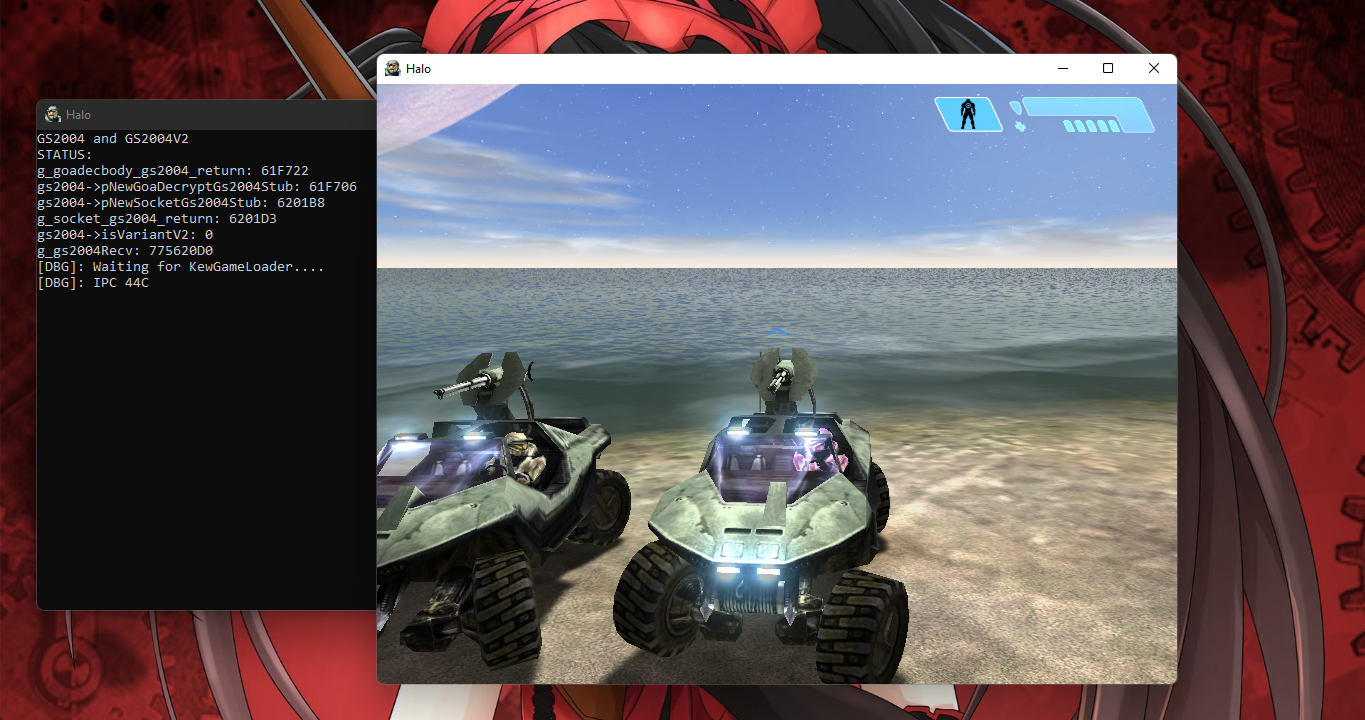 Halo
GS2004 and GS2004V2
STATUS:
g_goadecbody_gs2004_return: 61F722
gs2004->pNewGoaDecryptGs2004Stub: 61F706
gs2004->pNewSocketGs2004Stub: 6201B8
g_socket_gs2004_return: 6201D3
gs2004->isVariantV2: 0
g_gs2004Recv: 775620D0
[DBG]: Waiting for KewGameLoader....
[DBG]: IPC 44C
Halo